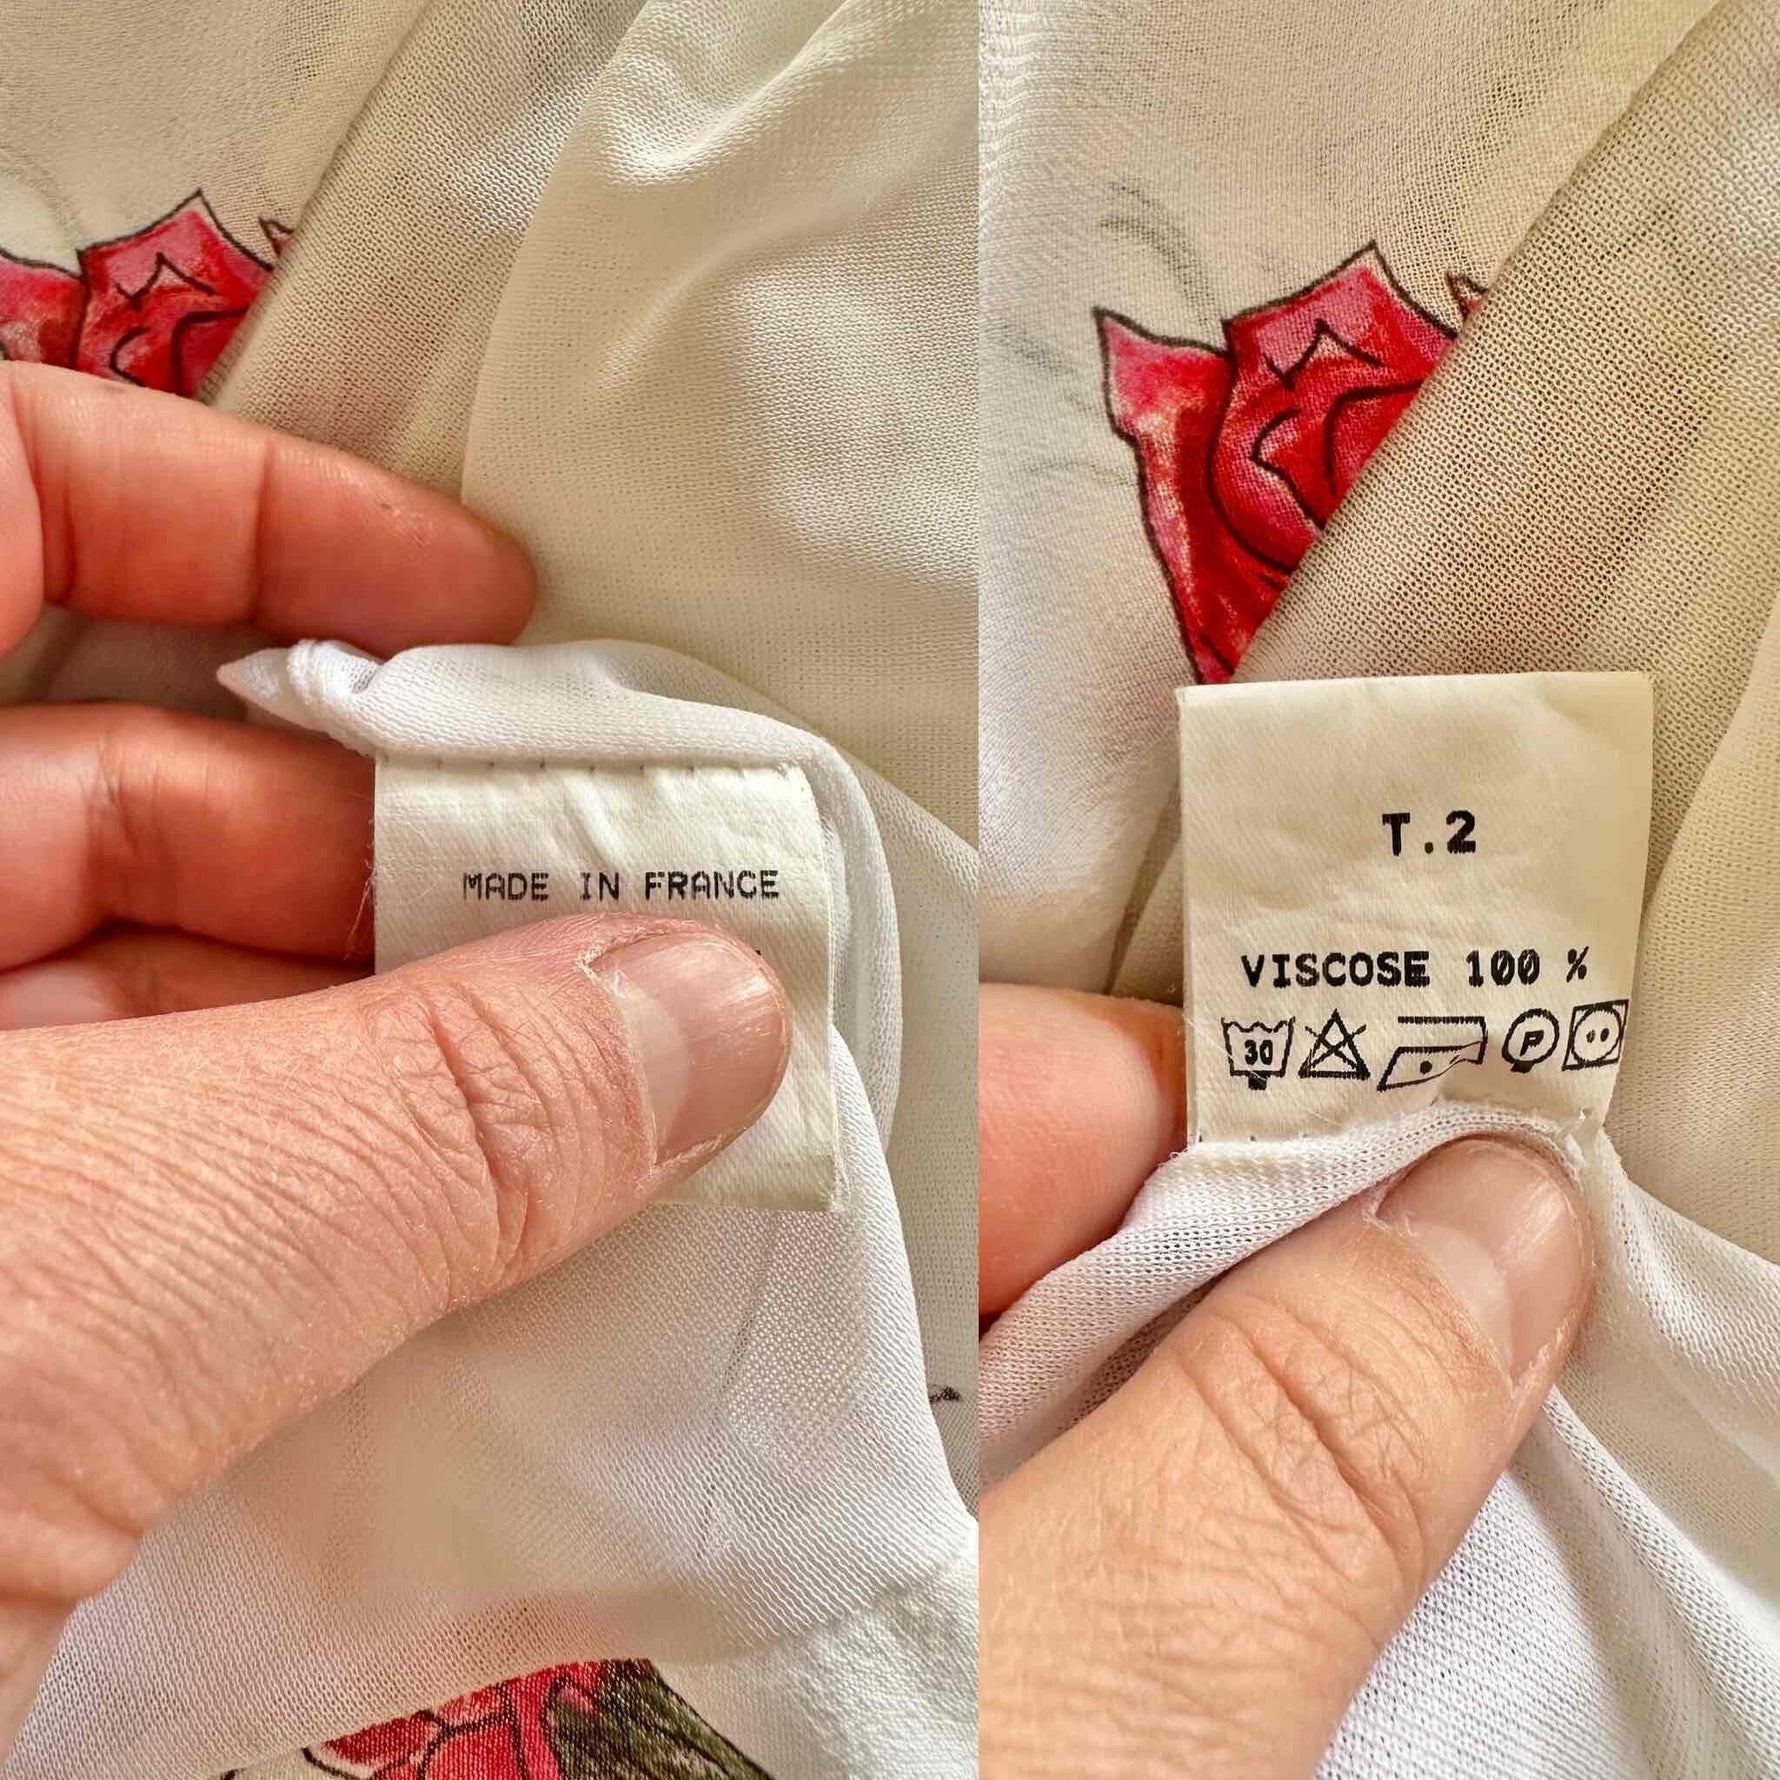 MADE IN FRANCE
T.2
VISCOSE 100 %
30 P